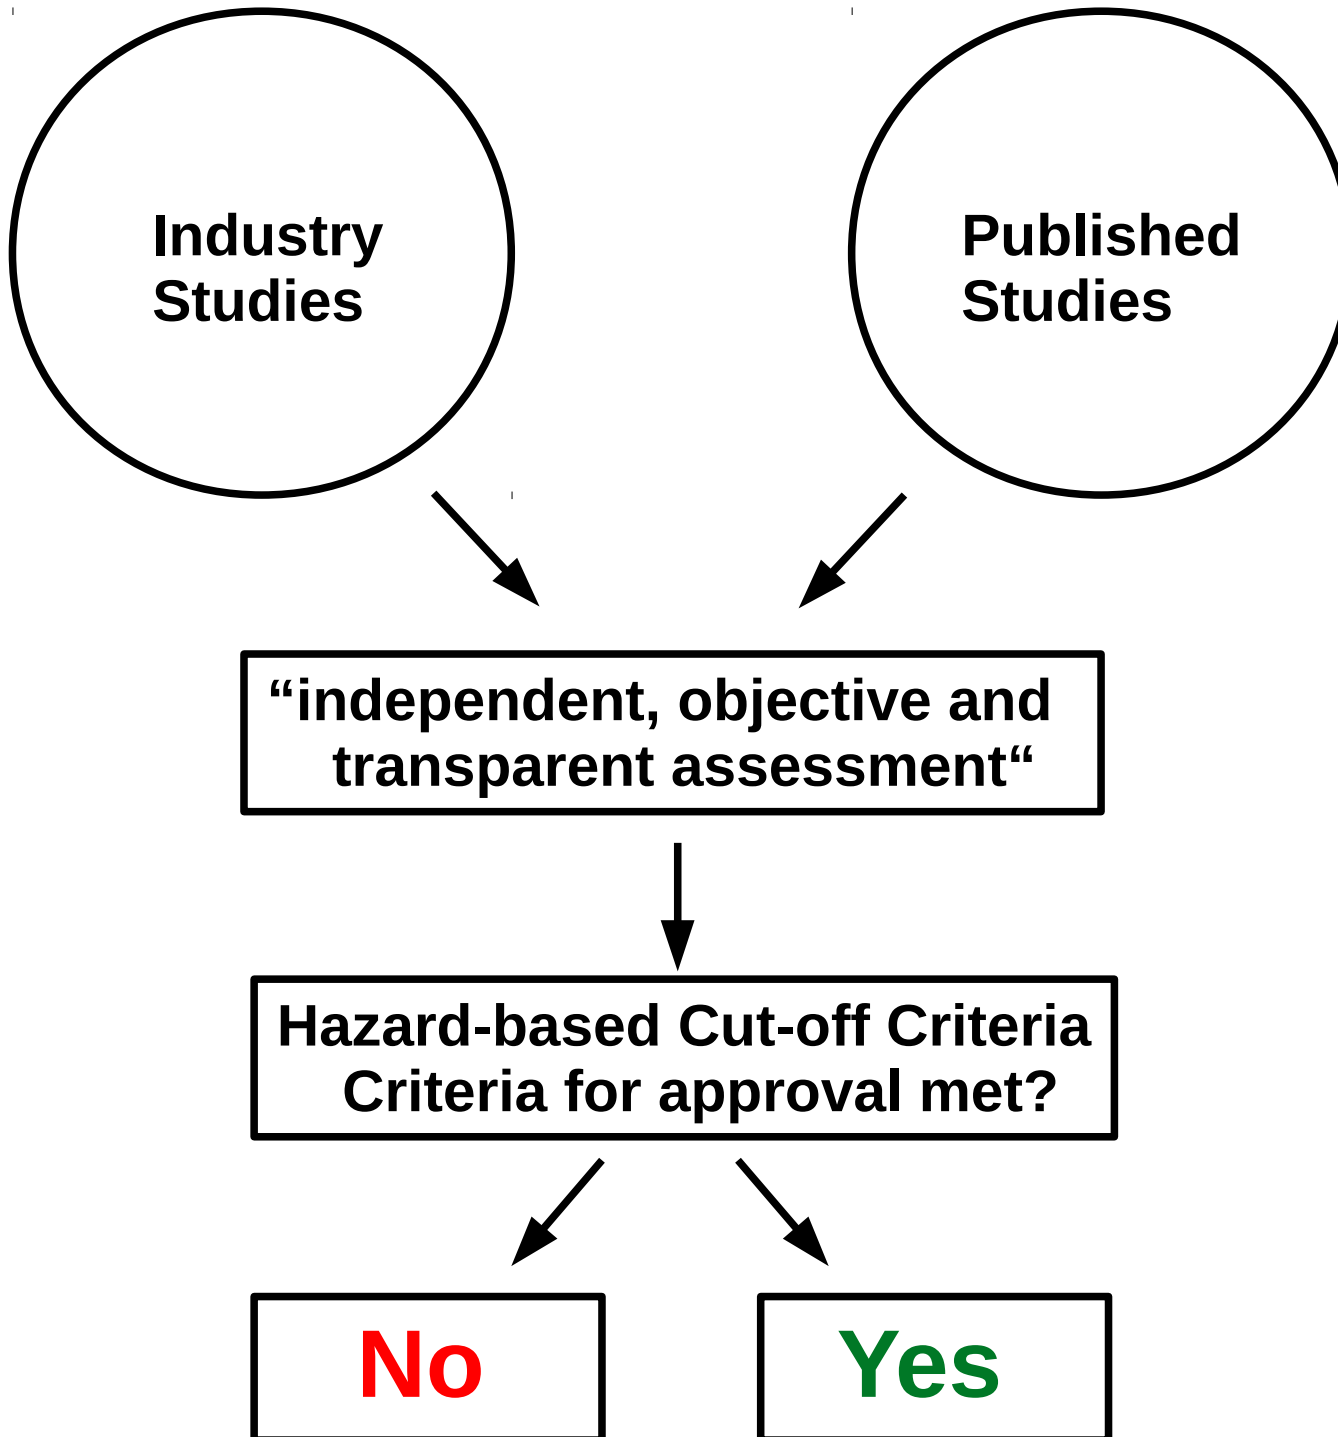 Industry
Studies
Published
Studies
“independent, objective and
transparent assessment“
Hazard-based Cut-off Criteria
Criteria for approval met?
No
Yes